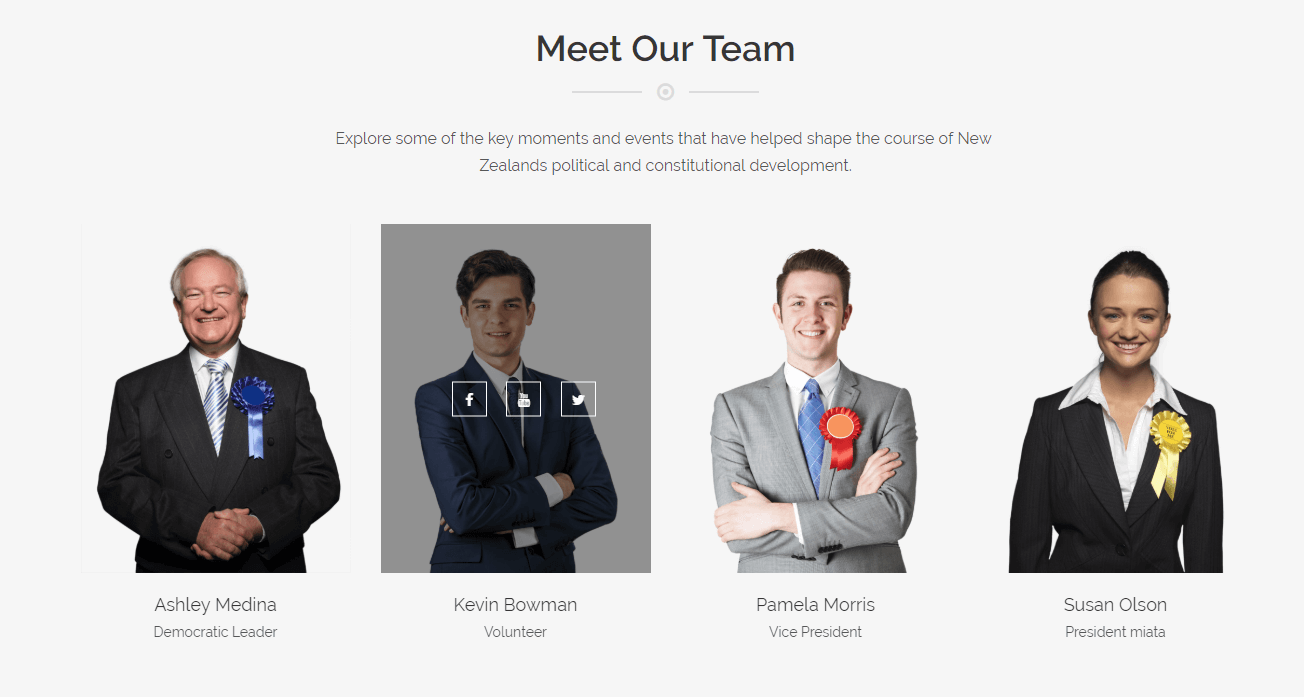 Meet Our Team
Explore some of the key moments and events that have helped shape the course of New
Zealands political and constitutional development.
You
Tube
Ashley Medina
Democratic Leader
Kevin Bowman
Volunteer
Pamela Morris
Vice President
Susan Olson
President miata